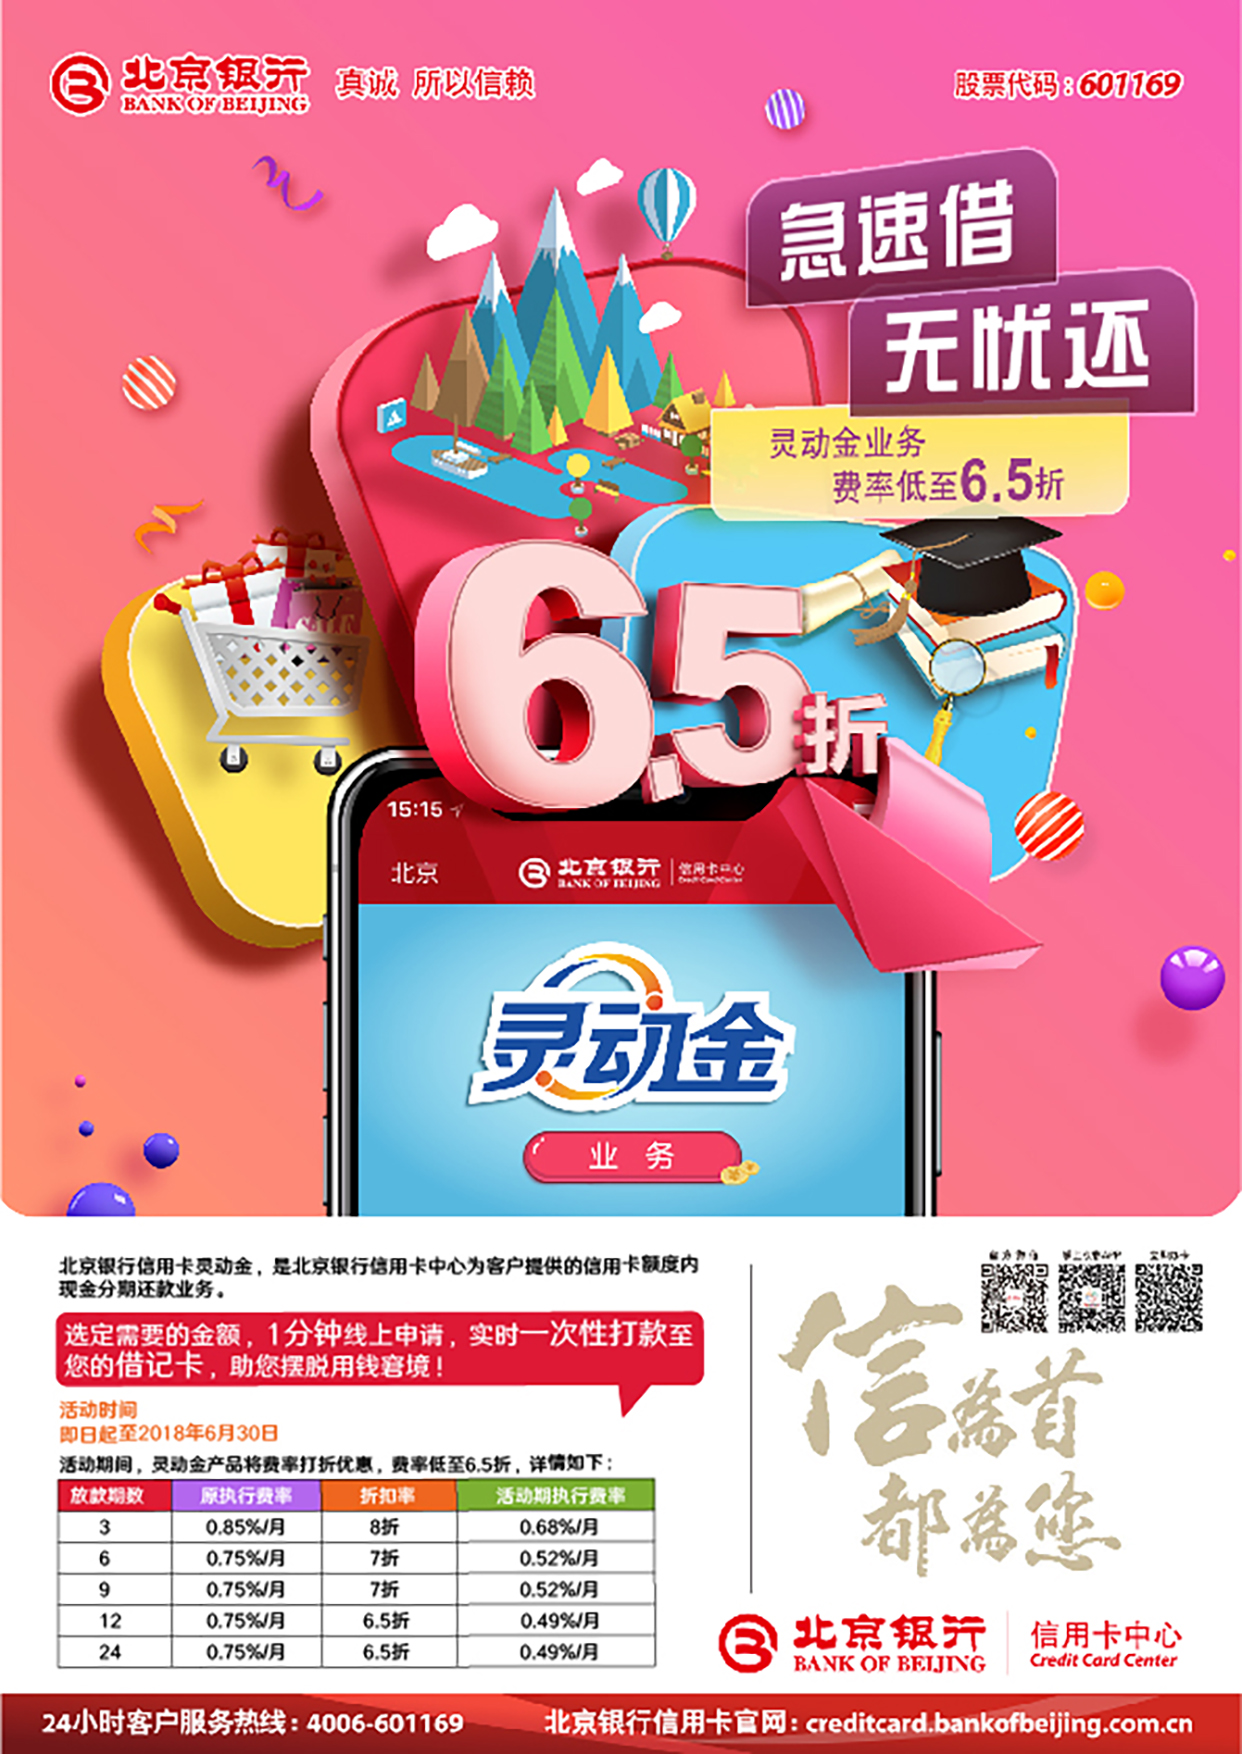 北京银行
BANK OF BEIJING
真诚 所以信赖
股票代码：601169
急速借
无忧还
灵动金业务
费率低至6.5折
SALE
6.5折
15:15
北京
北京银行
BANK OF BEIJING
信用卡中心
Credit Card Center
灵动金
业务
北京银行信用卡灵动金，是北京银行信用卡中心为客户提供的信用卡额度内
现金分期还款业务。
选定需要的金额，1分钟线上申请，实时一次性打款至
您的借记卡，助您摆脱用钱窘境！
活动时间
即日起至2018年6月30日
活动期间，灵动金产品将费率打折优惠，费率低至6.5折，详情如下：
放款期数 原执行费率 折扣率 活动期执行费率
3 0.85%/月 8折 0.68%/月
6 0.75%/月 7折 0.52%/月
9 0.75%/月 7折 0.52%/月
12 0.75%/月 6.5折 0.49%/月
24 0.75%/月 6.5折 0.49%/月
信為首
都為您
北京银行
BANK OF BEIJING
信用卡中心
Credit Card Center
24小时客户服务热线：4006-601169
北京银行信用卡官网：creditcard.bankofbeijing.com.cn